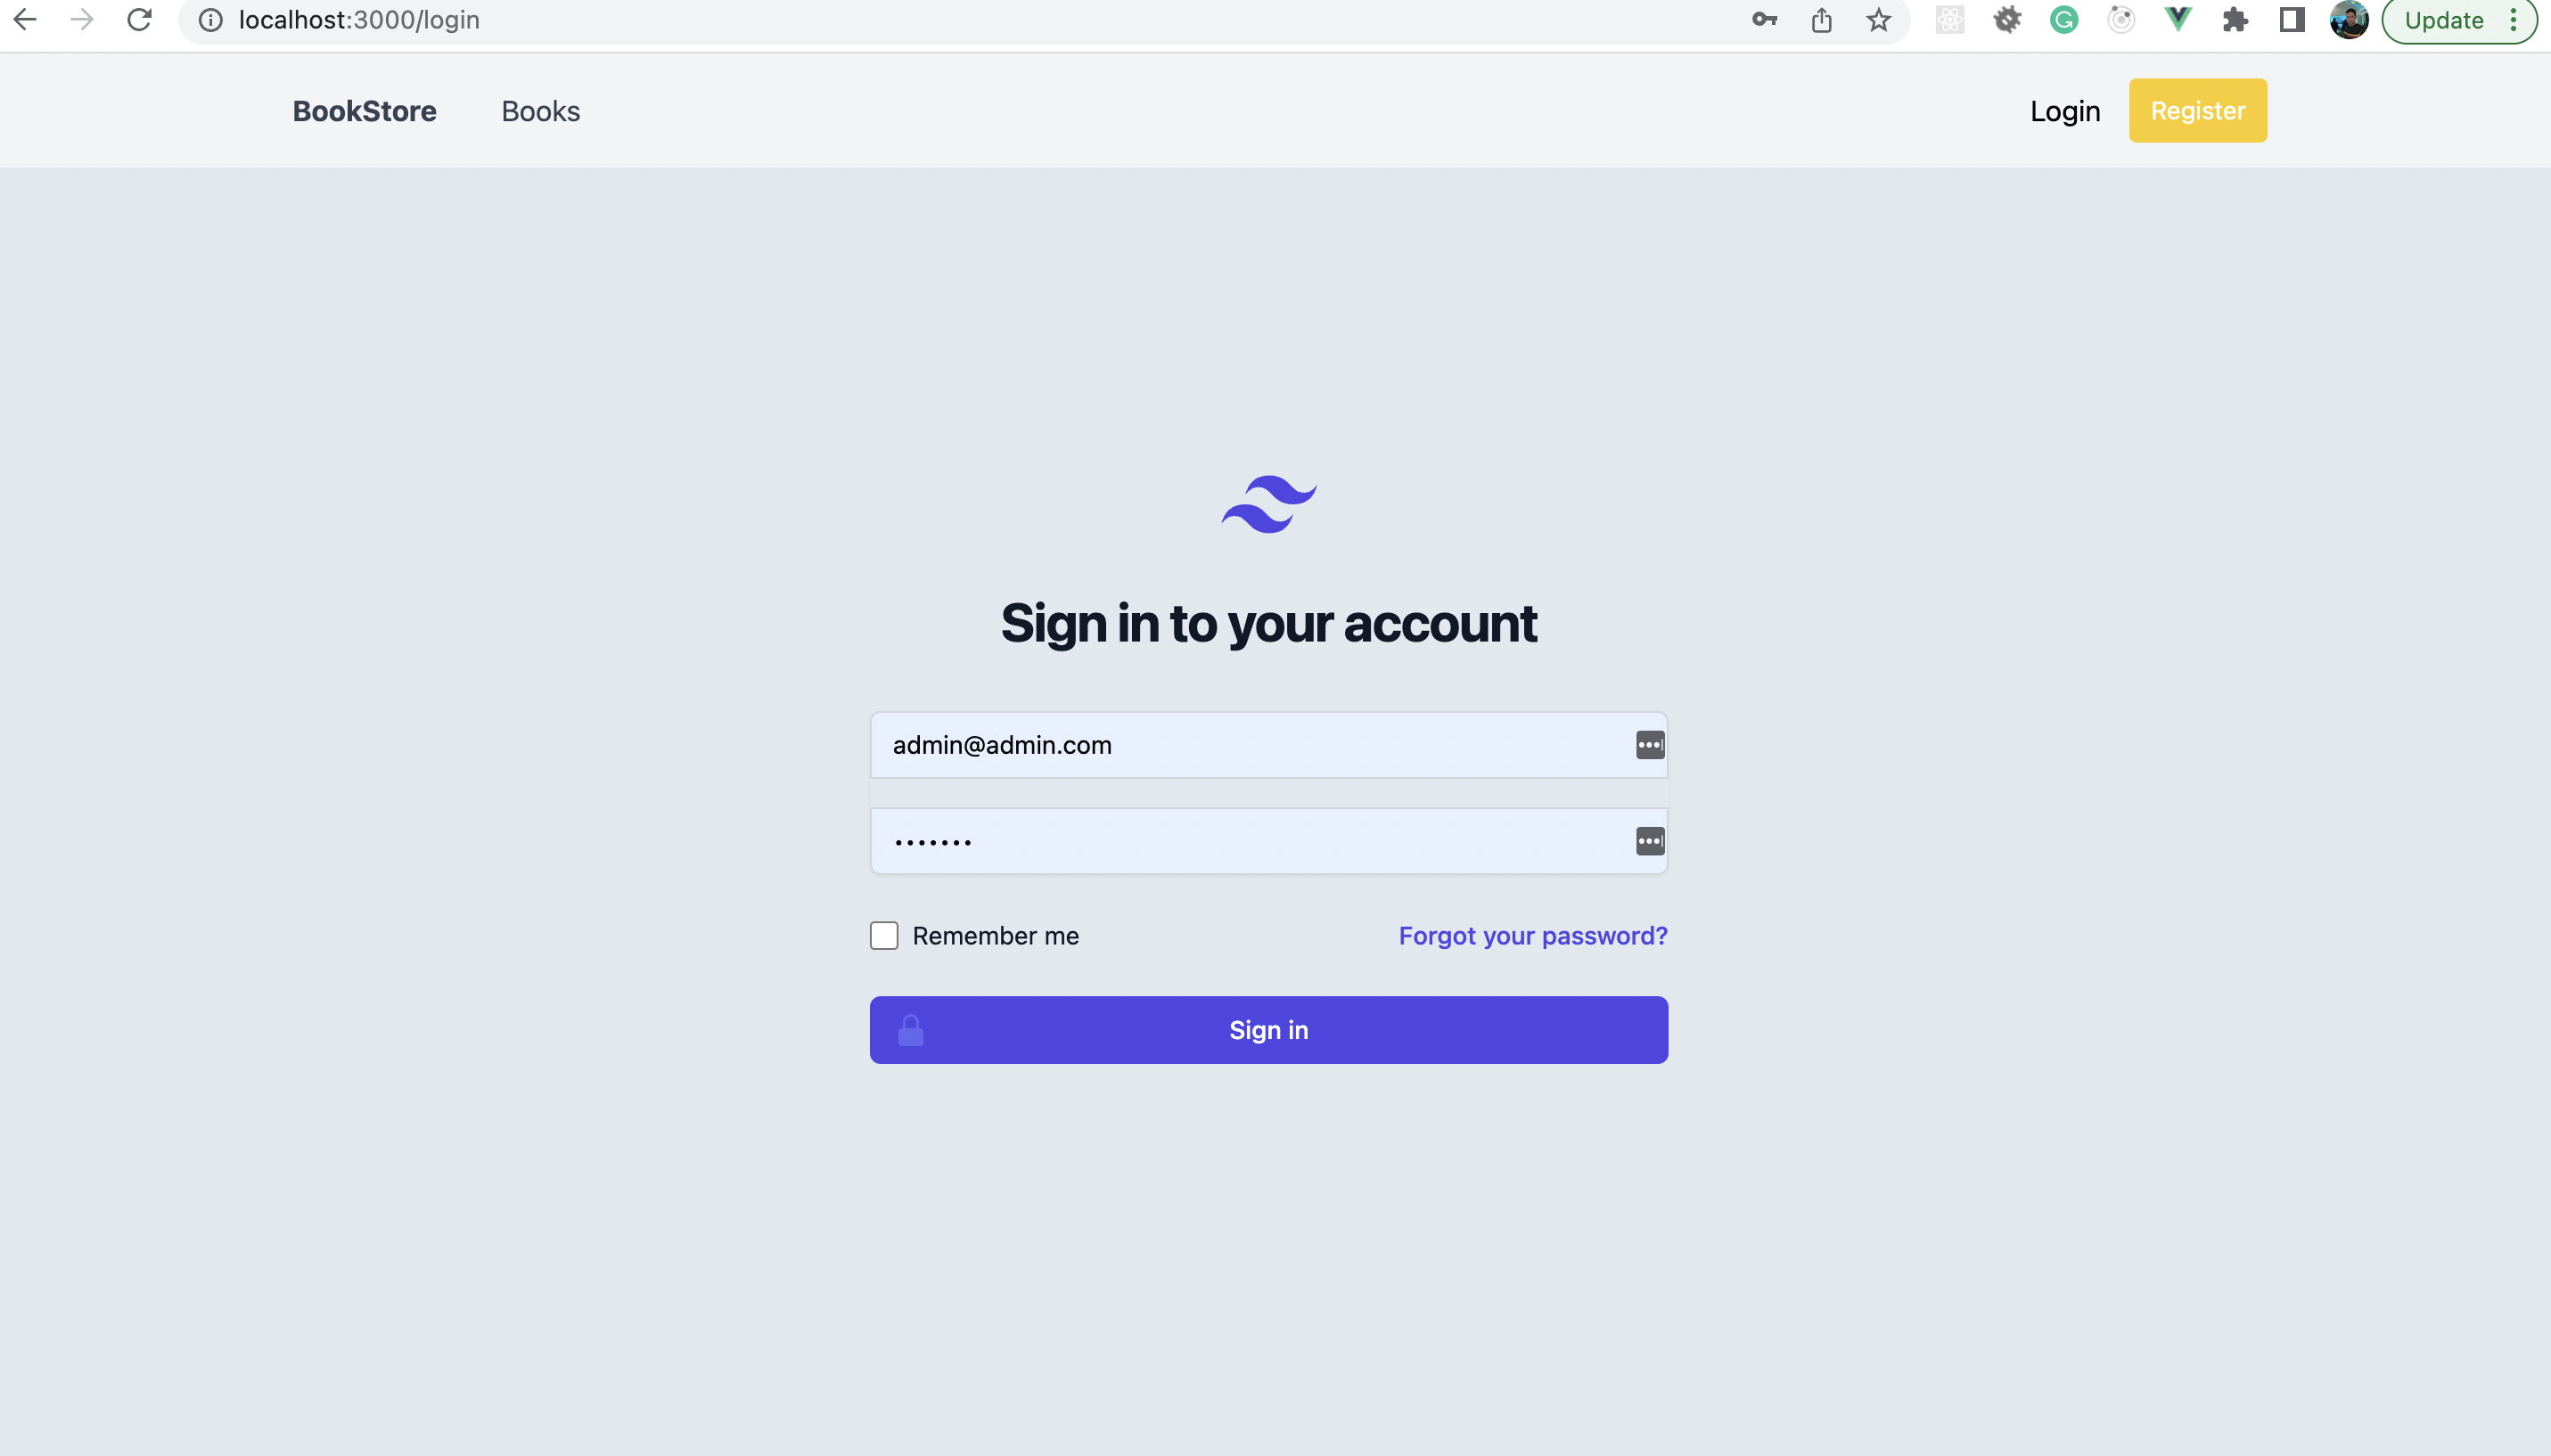 localhost:3000/login
Update
BookStore Books Login Register
Sign in to your account
admin@admin.com
•••••••
Remember me Forgot your password?
Sign in